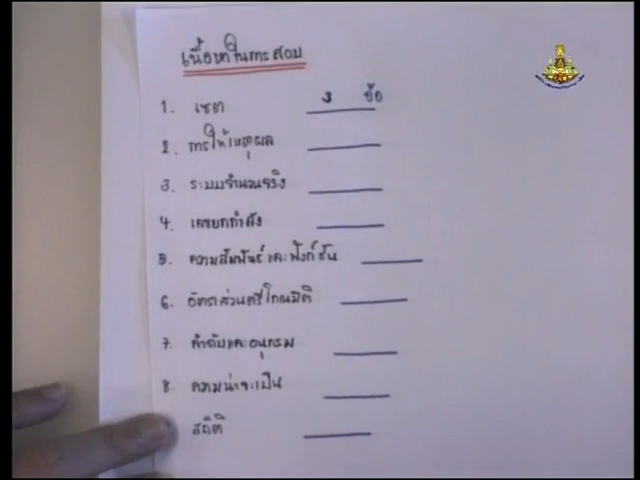 เนื้อหาในการสอบ
1. เซต 3 ข้อ
2. การให้เหตุผล
3. ระบบจำนวนจริง
4. เลขยกกำลัง
5. ความสัมพันธ์และฟังก์ชัน
6. อัตราส่วนตรีโกณมิติ
7. ลำดับและอนุกรม
8. ความน่าจะเป็น
สถิติ